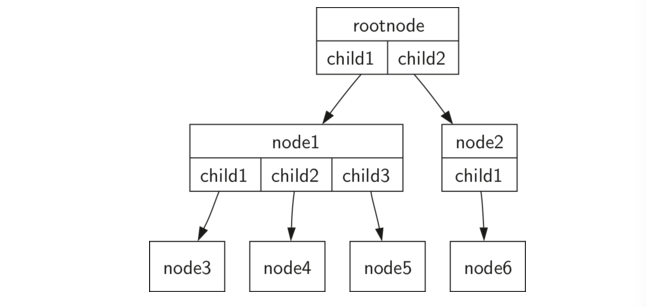 rootnode
child1 child2
node1 node2
child1 child2 child3 child1
node3 node4 node5 node6